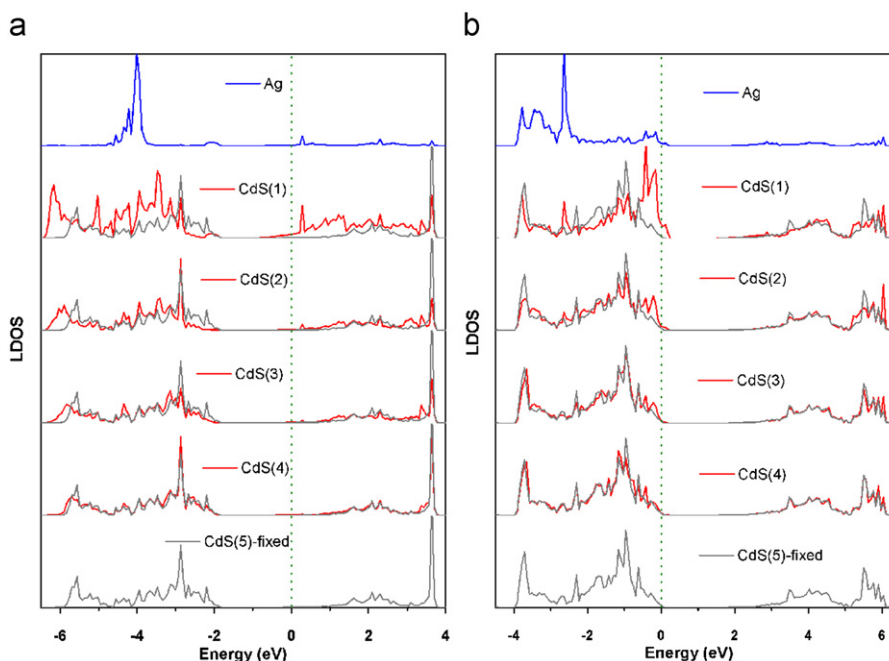 a
b
Ag
CdS(1)
CdS(2)
CdS(3)
CdS(4)
CdS(5)-fixed
LDOS
-6
-4
-2
0
2
4
Energy (eV)
Ag
CdS(1)
CdS(2)
CdS(3)
CdS(4)
CdS(5)-fixed
LDOS
-4
-2
0
2
4
6
Energy (eV)